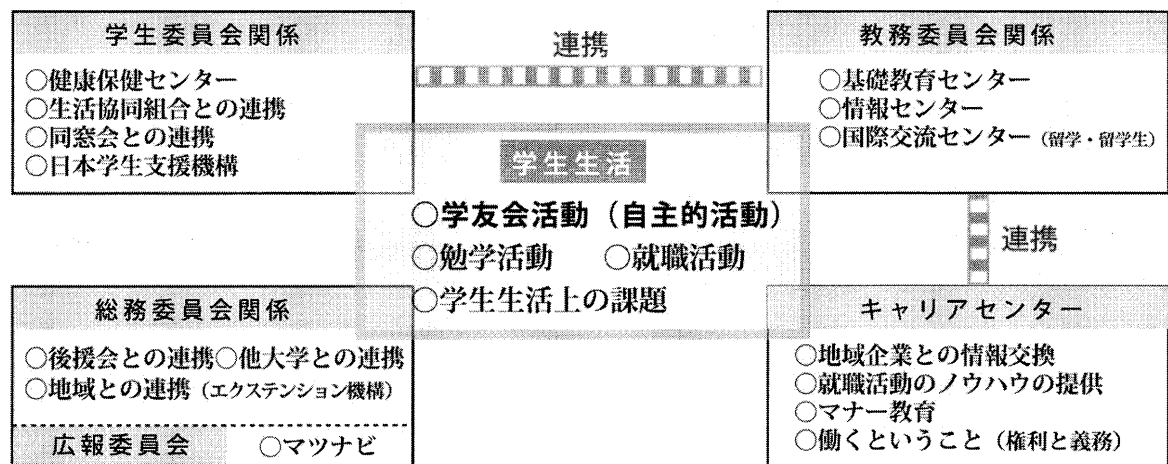 学生委員会関係
○健康保健センター
○生活協同組合との連携
○同窓会との連携
○日本学生支援機構
連携
教務委員会関係
○基礎教育センター
○情報センター
○国際交流センター（留学・留学生）
学生生活
○学友会活動（自主的活動）
○勉学活動　○就職活動
○学生生活上の課題
連携
総務委員会関係
○後援会との連携○他大学との連携
○地域との連携（エクステンション機構）
広報委員会　○マツナビ
キャリアセンター
○地域企業との情報交換
○就職活動のノウハウの提供
○マナー教育
○働くということ（権利と義務）